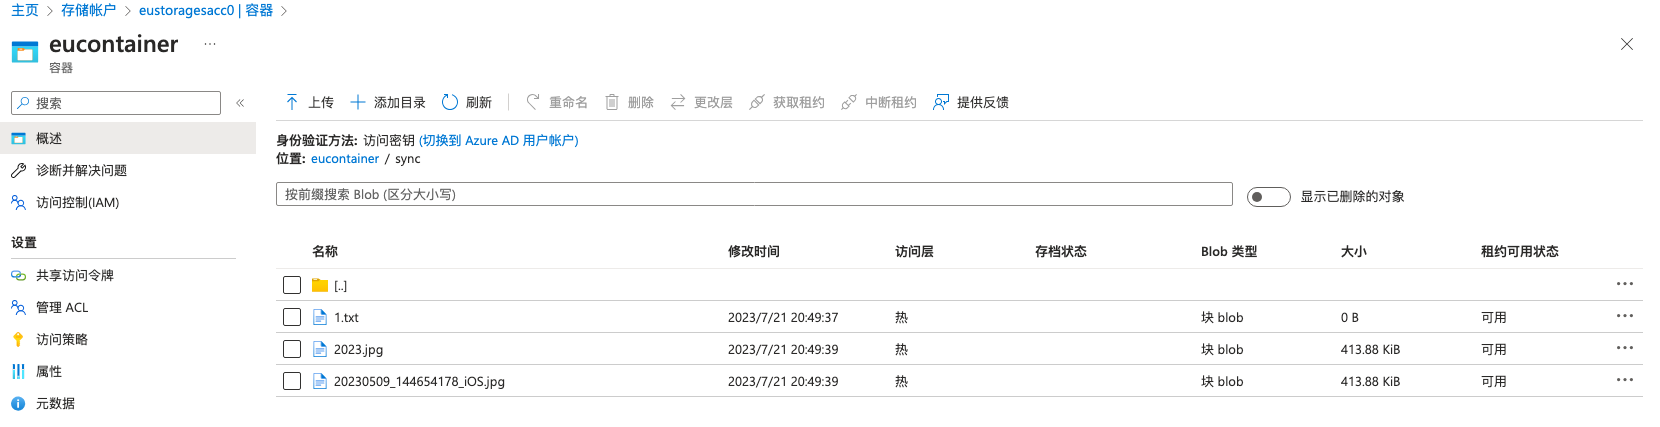 主页 > 存储帐户 > eustoragesacc0 | 容器 >
eucontainer ...
容器
搜索 «
概述
诊断并解决问题
访问控制(IAM)
设置
共享访问令牌
管理 ACL
访问策略
属性
元数据
上传 添加目录 刷新 重命名 删除 更改层 获取租约 中断租约 提供反馈
身份验证方法: 访问密钥 (切换到 Azure AD 用户帐户)
位置: eucontainer / sync
按前缀搜索 Blob (区分大小写) 显示已删除的对象
名称 修改时间 访问层 存档状态 Blob 类型 大小 租约可用状态
[..] ...
1.txt 2023/7/21 20:49:37 热 块 blob 0 B 可用 ...
2023.jpg 2023/7/21 20:49:39 热 块 blob 413.88 KiB 可用 ...
20230509_144654178_iOS.jpg 2023/7/21 20:49:39 热 块 blob 413.88 KiB 可用 ...